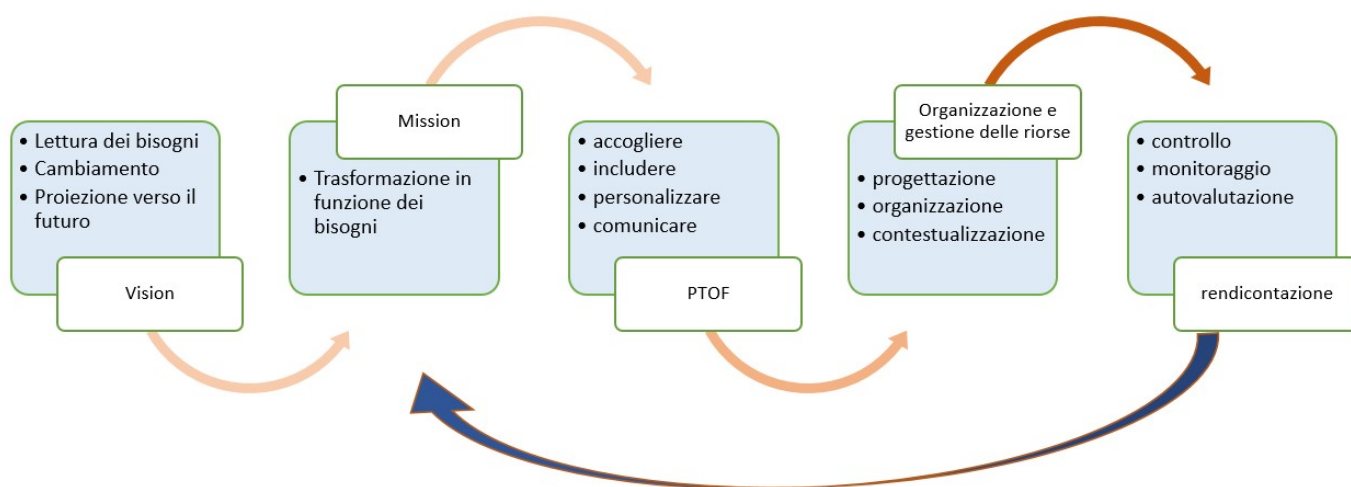 • Lettura dei bisogni
• Cambiamento
• Proiezione verso il
futuro
Vision
Mission
• Trasformazione in
funzione dei
bisogni
• accogliere
• includere
• personalizzare
• comunicare
PTOF
Organizzazione e
gestione delle riorse
• progettazione
• organizzazione
• contestualizzazione
• controllo
• monitoraggio
• autovalutazione
rendicontazione